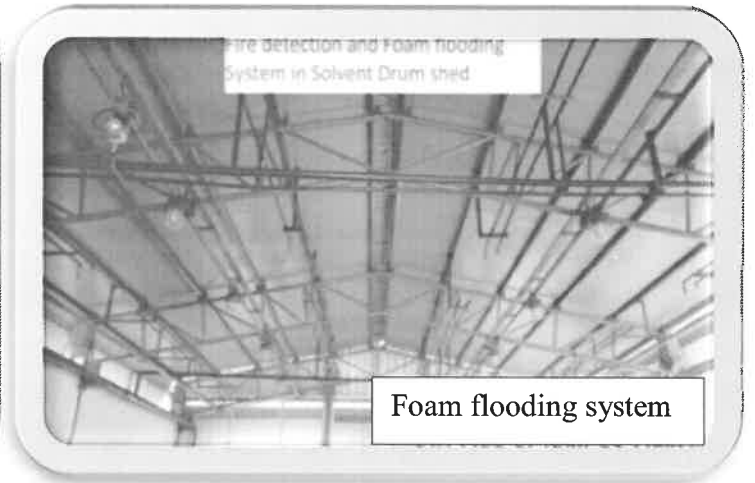 Fire detection and Foam flooding
System in Solvent Drum shed
Foam flooding system